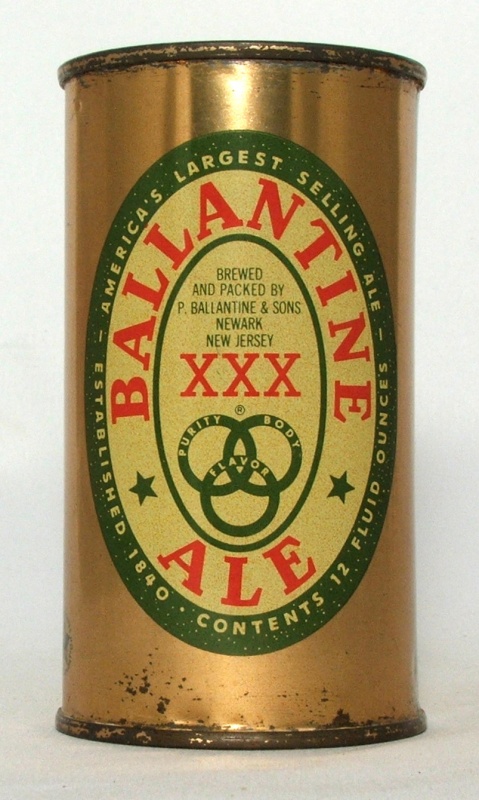 AMERICA'S LARGEST SELLING ALE
BALLANTINE
BREWED
AND PACKED BY
P. BALLANTINE & SONS
NEWARK
NEW JERSEY
XXX
®
PURITY BODY
FLAVOR
ALE
— ESTABLISHED 1840 • CONTENTS 12 FLUID OUNCES —